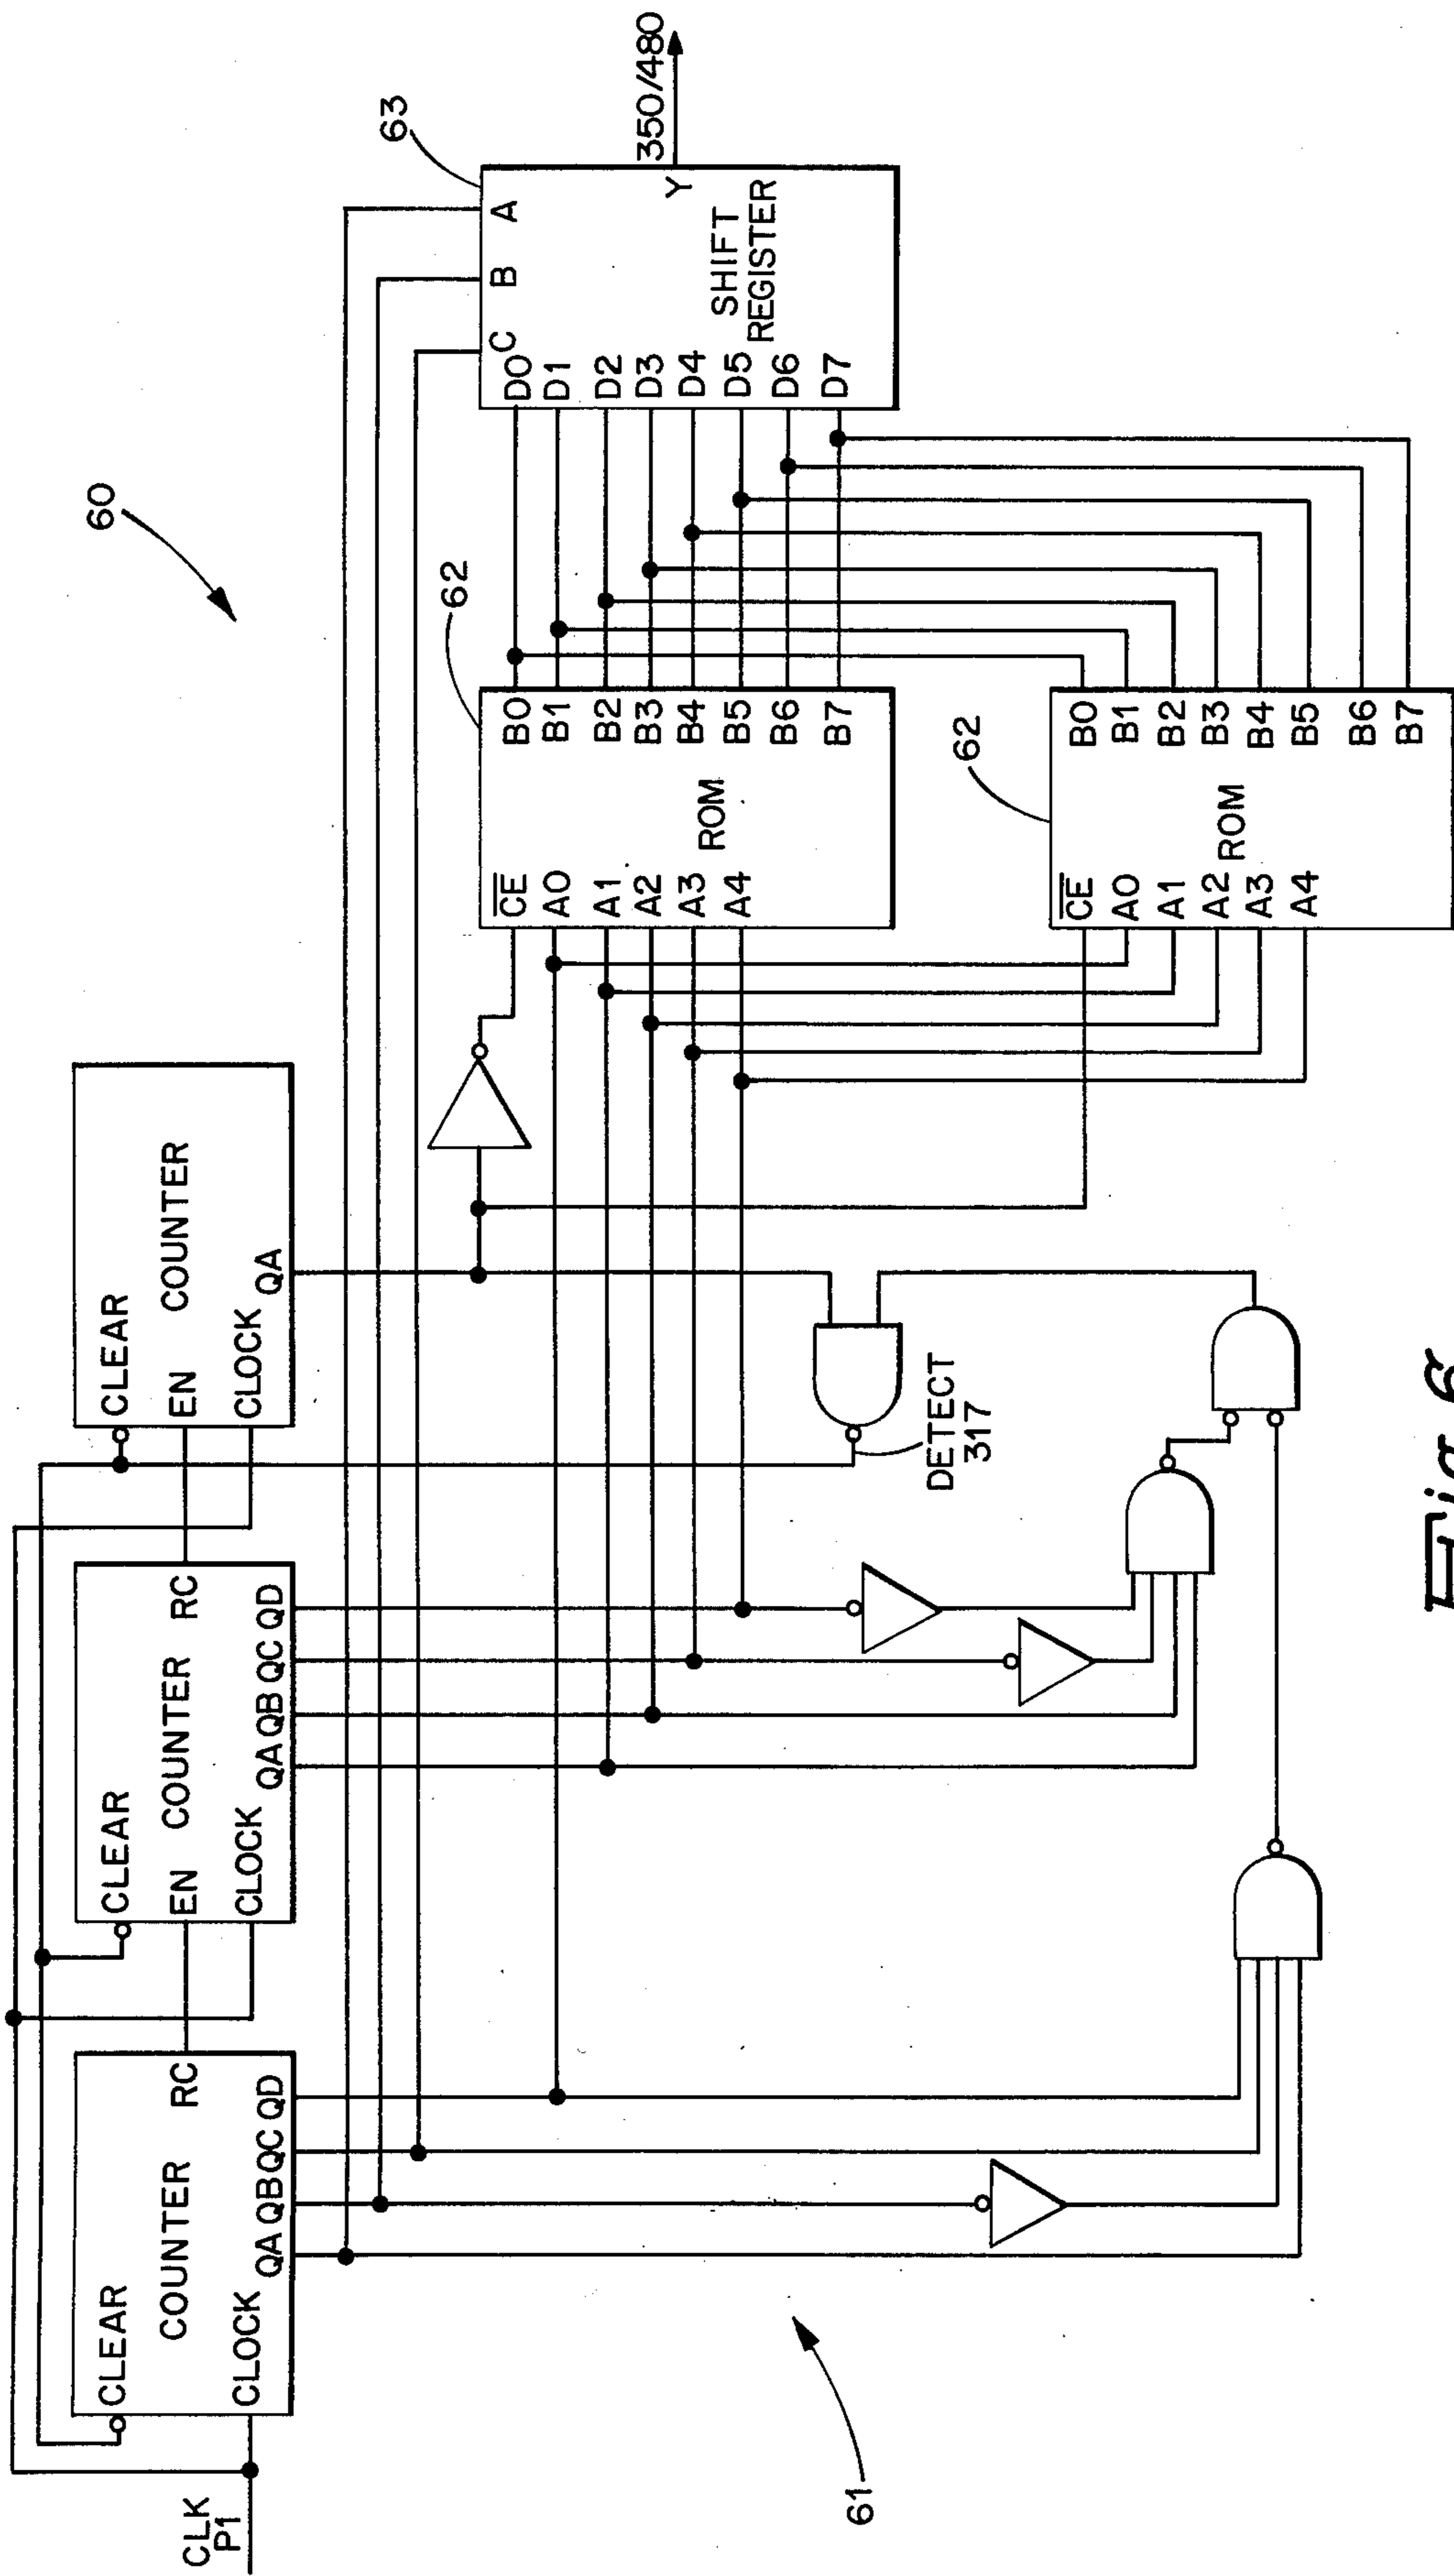 CLK
P1
CLEAR
COUNTER
CLOCK
RC
QA
QB
QC
QD
CLEAR
EN
COUNTER
CLOCK
RC
QA
QB
QC
QD
CLEAR
EN
COUNTER
CLOCK
QA
60
61
DETECT
317
62
CE
A0
A1
A2
A3
A4
ROM
B0
B1
B2
B3
B4
B5
B6
B7
62
CE
A0
A1
A2
A3
A4
ROM
B0
B1
B2
B3
B4
B5
B6
B7
63
C
B
A
D0
D1
D2
D3
D4
D5
D6
D7
SHIFT
REGISTER
Y
350/480
Fig. 6